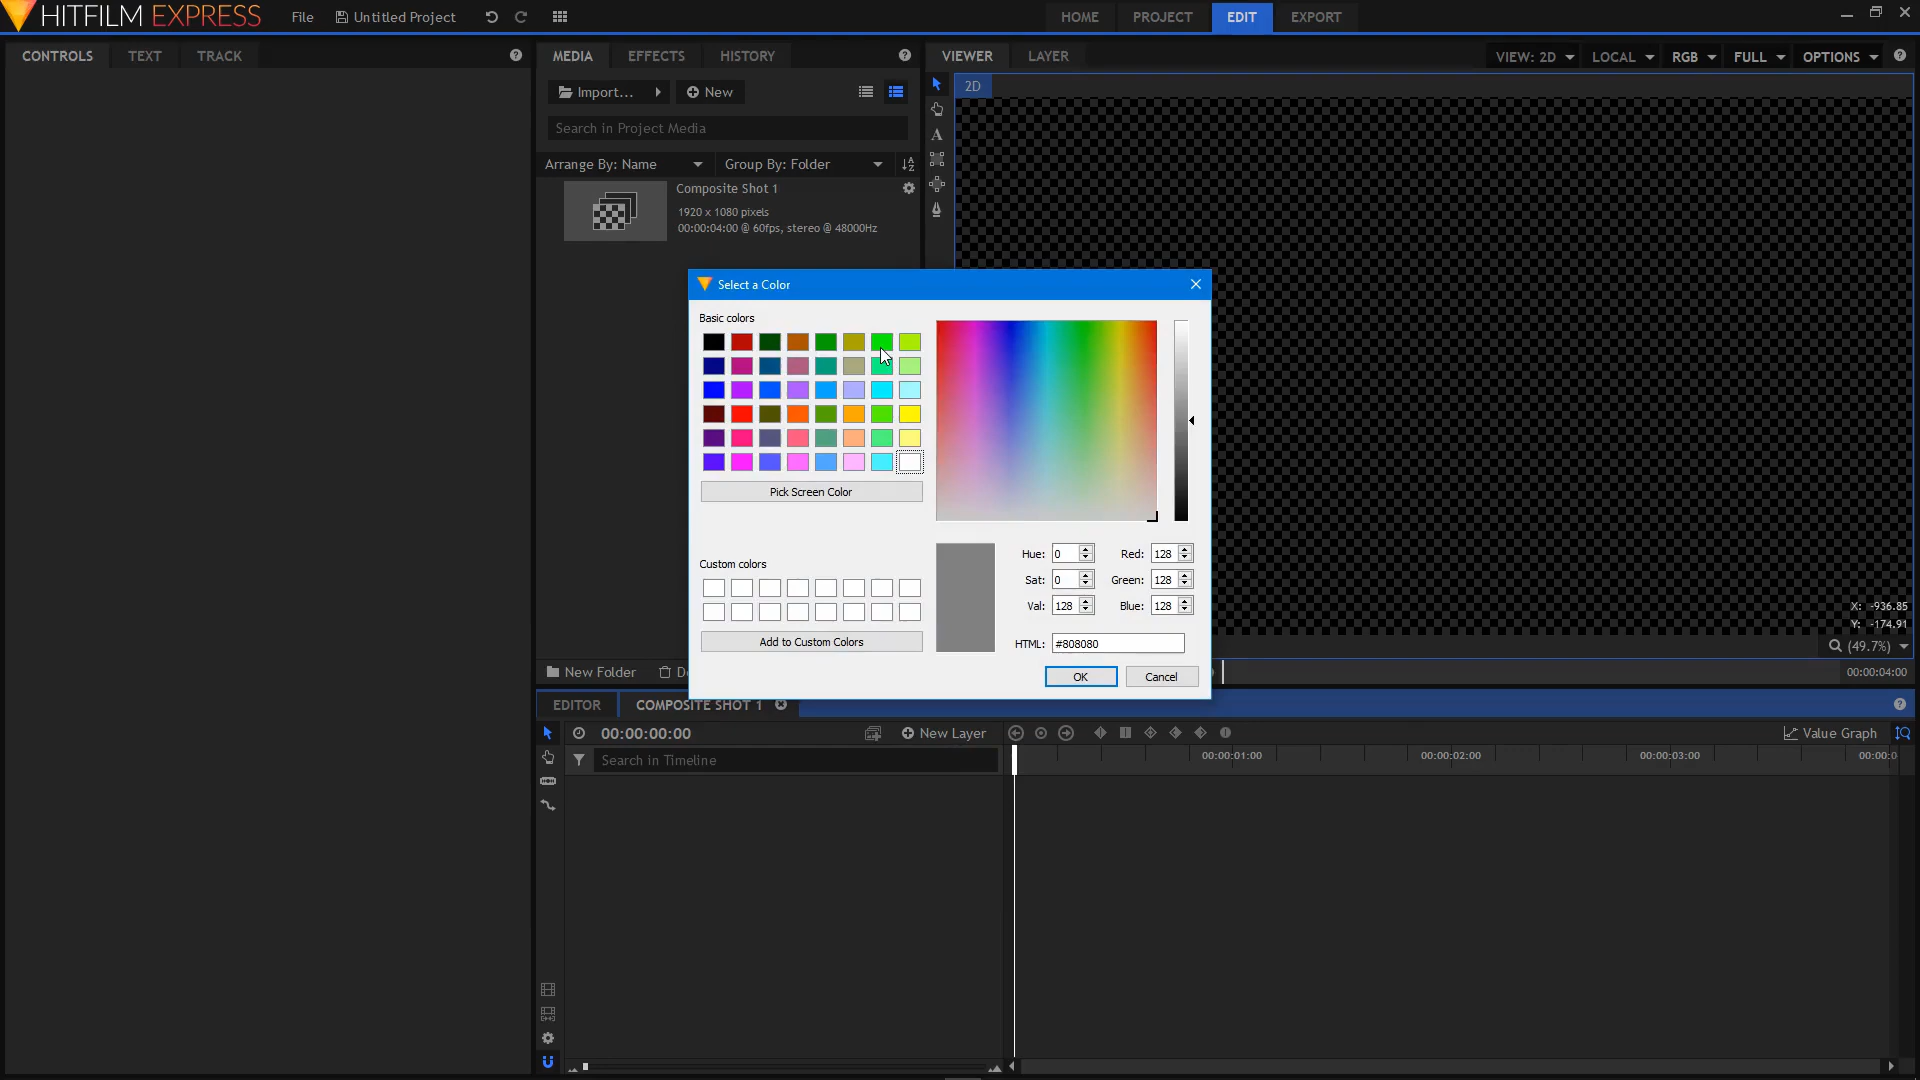 HITFILM EXPRESS
File
Untitled Project
HOME
PROJECT
EDIT
EXPORT
CONTROLS
TEXT
TRACK
MEDIA
EFFECTS
HISTORY
VIEWER
LAYER
VIEW: 2D
LOCAL
RGB
FULL
OPTIONS
Import...
New
2D
Search in Project Media
Arrange By: Name
Group By: Folder
Composite Shot 1
1920 x 1080 pixels
00:00:04:00 @ 60fps, stereo @ 48000Hz
Select a Color
Basic colors
Pick Screen Color
Custom colors
Add to Custom Colors
Hue: 0
Red: 128
Sat: 0
Green: 128
Val: 128
Blue: 128
HTML: #808080
OK
Cancel
X: -936.85
Y: -174.91
(49.7%)
New Folder
00:00:04:00
EDITOR
COMPOSITE SHOT 1
00:00:00:00
New Layer
Value Graph
Search in Timeline
00:00:01:00
00:00:02:00
00:00:03:00
00:00:0